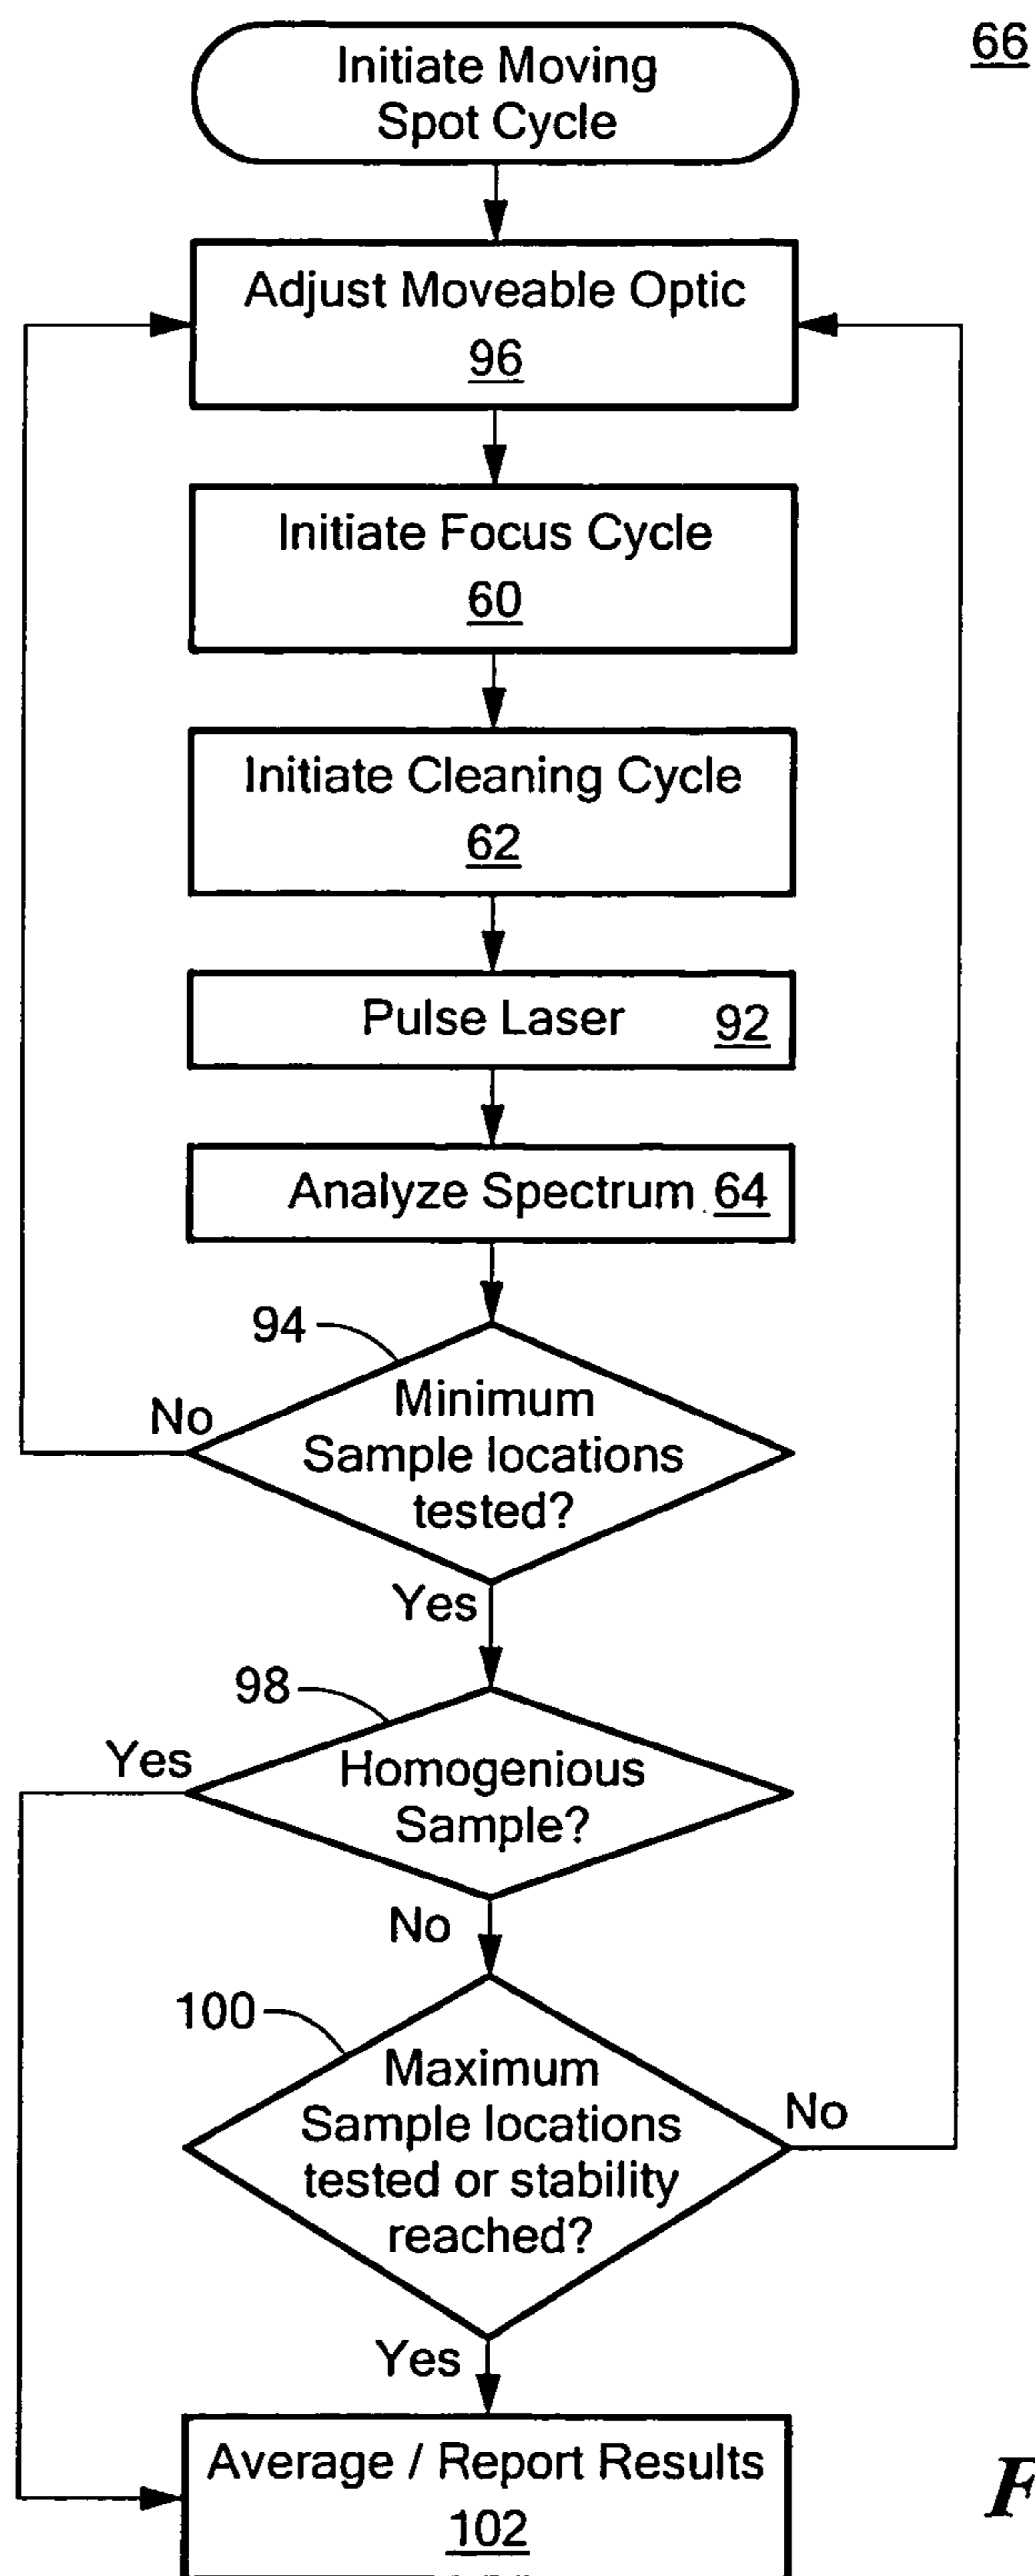 66
Initiate Moving
Spot Cycle
Adjust Moveable Optic
96
Initiate Focus Cycle
60
Initiate Cleaning Cycle
62
Pulse Laser 92
Analyze Spectrum 64
94
Minimum
Sample locations
tested?
No
Yes
98
Homogenious
Sample?
Yes
No
100
Maximum
Sample locations
tested or stability
reached?
No
Yes
Average / Report Results
102
F